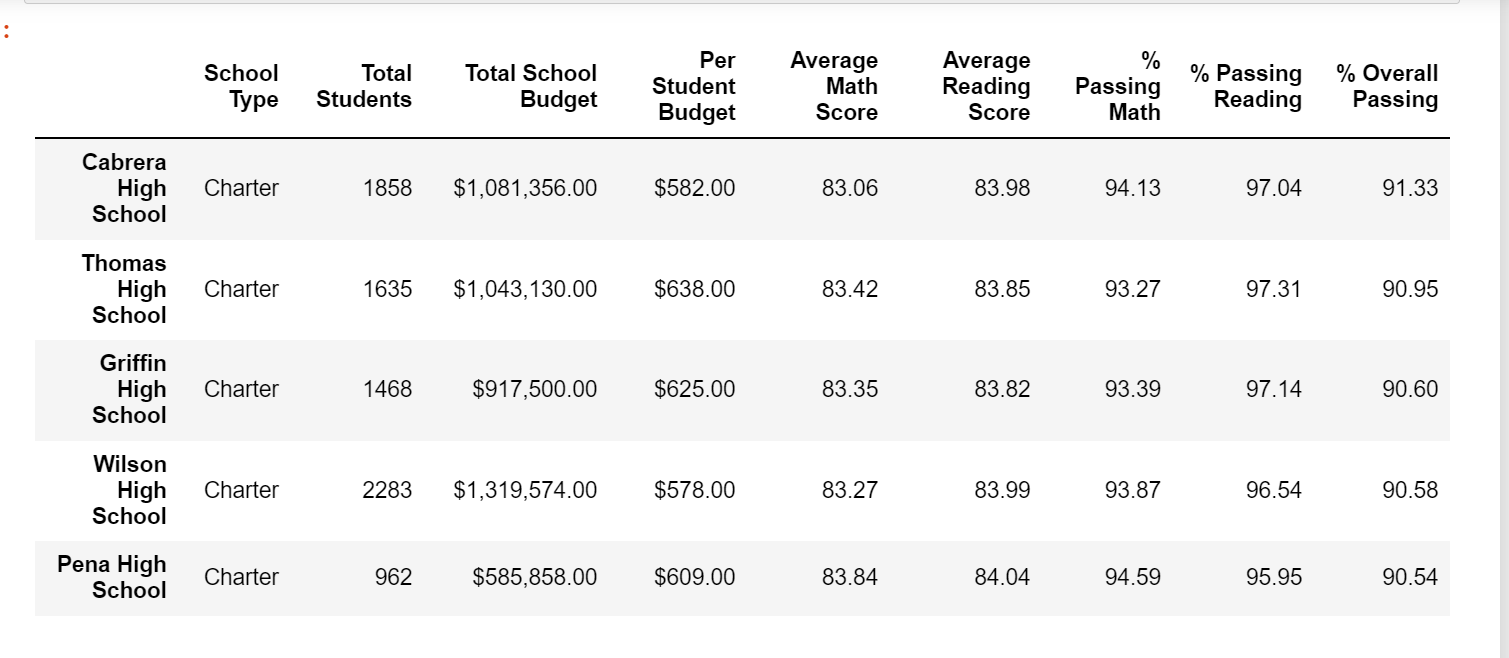 :
School Type Total Students Total School Budget Per Student Budget Average Math Score Average Reading Score % Passing Math % Passing Reading % Overall Passing
Cabrera High School Charter 1858 $1,081,356.00 $582.00 83.06 83.98 94.13 97.04 91.33
Thomas High School Charter 1635 $1,043,130.00 $638.00 83.42 83.85 93.27 97.31 90.95
Griffin High School Charter 1468 $917,500.00 $625.00 83.35 83.82 93.39 97.14 90.60
Wilson High School Charter 2283 $1,319,574.00 $578.00 83.27 83.99 93.87 96.54 90.58
Pena High School Charter 962 $585,858.00 $609.00 83.84 84.04 94.59 95.95 90.54